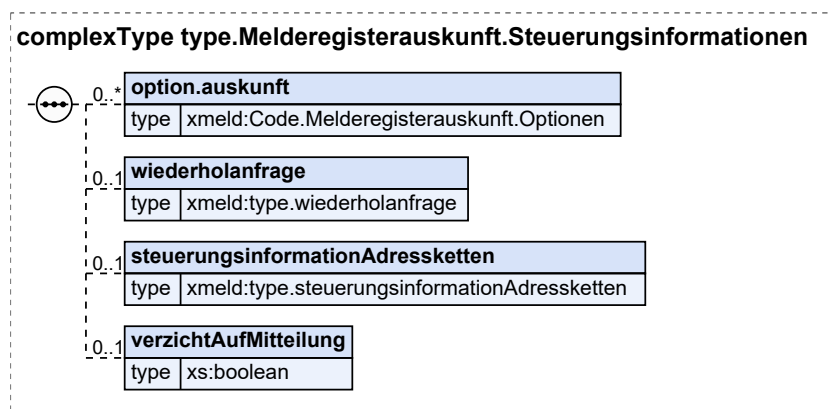 complexType type.Melderegisterauskunft.Steuerungsinformationen
0..* option.auskunft
type xmeld:Code.Melderegisterauskunft.Optionen
0..1 wiederholanfrage
type xmeld:type.wiederholanfrage
0..1 steuerungsinformationAdressketten
type xmeld:type.steuerungsinformationAdressketten
0..1 verzichtAufMitteilung
type xs:boolean